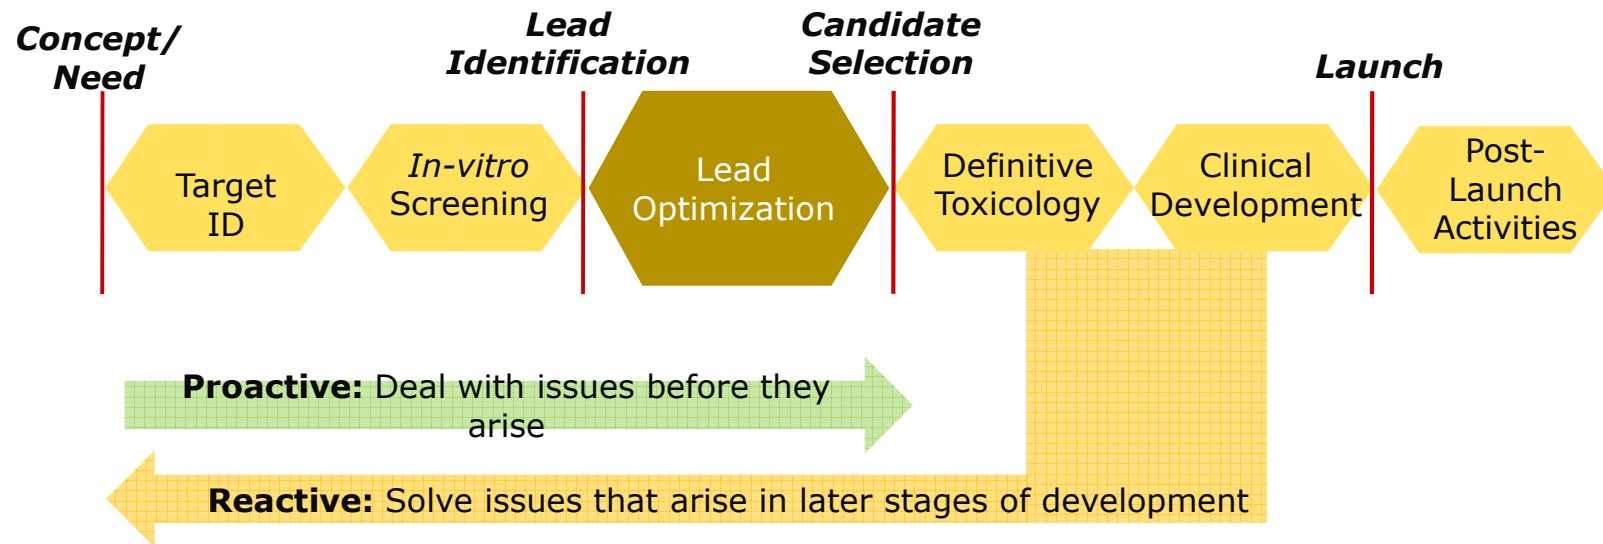 Concept/
Need
Lead
Identification
Candidate
Selection
Launch
Target
ID
In-vitro
Screening
Lead
Optimization
Definitive
Toxicology
Clinical
Development
Post-
Launch
Activities
Proactive: Deal with issues before they
arise
Reactive: Solve issues that arise in later stages of development